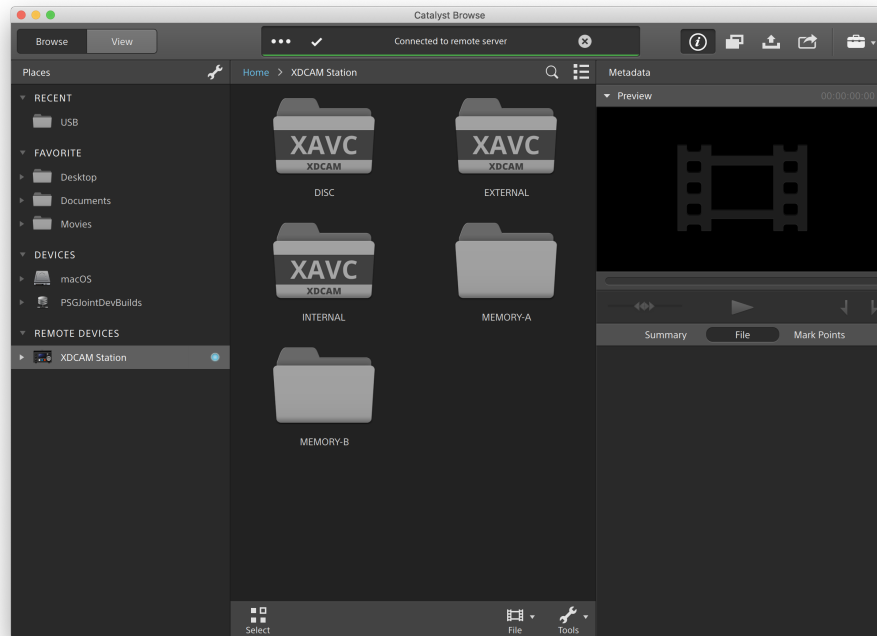 Catalyst Browse
Browse
View
Connected to remote server
Places
Home > XDCAM Station
Metadata
RECENT
USB
FAVORITE
Desktop
Documents
Movies
DEVICES
macOS
PSGJointDevBuilds
REMOTE DEVICES
XDCAM Station
XAVC
XDCAM
DISC
XAVC
XDCAM
EXTERNAL
XAVC
XDCAM
INTERNAL
MEMORY-A
MEMORY-B
Select
File
Tools
Preview
00:00:00:00
Summary
File
Mark Points